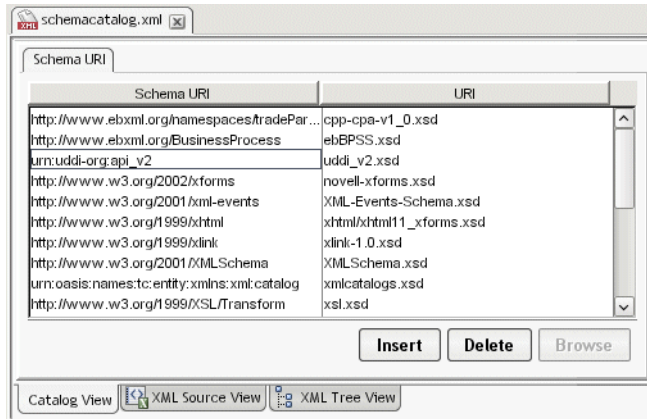 schemacatalog.xml
Schema URI
Schema URI URI
http://www.ebxml.org/namespaces/tradePar... cpp-cpa-v1_0.xsd
http://www.ebxml.org/BusinessProcess ebBPSS.xsd
urn:uddi-org:api_v2 uddi_v2.xsd
http://www.w3.org/2002/xforms novell-xforms.xsd
http://www.w3.org/2001/xml-events XML-Events-Schema.xsd
http://www.w3.org/1999/xhtml xhtml/xhtml11_xforms.xsd
http://www.w3.org/1999/xlink xlink-1.0.xsd
http://www.w3.org/2001/XMLSchema XMLSchema.xsd
urn:oasis:names:tc:entity:xmlns:xml:catalog xmlcatalogs.xsd
http://www.w3.org/1999/XSL/Transform xsl.xsd
Insert Delete Browse
Catalog View XML Source View XML Tree View